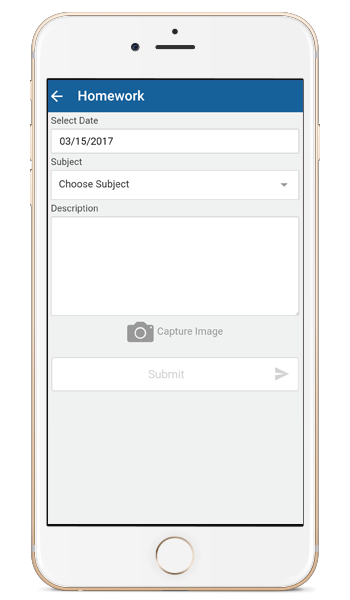 Homework
Select Date
03/15/2017
Subject
Choose Subject
Description
Capture Image
Submit